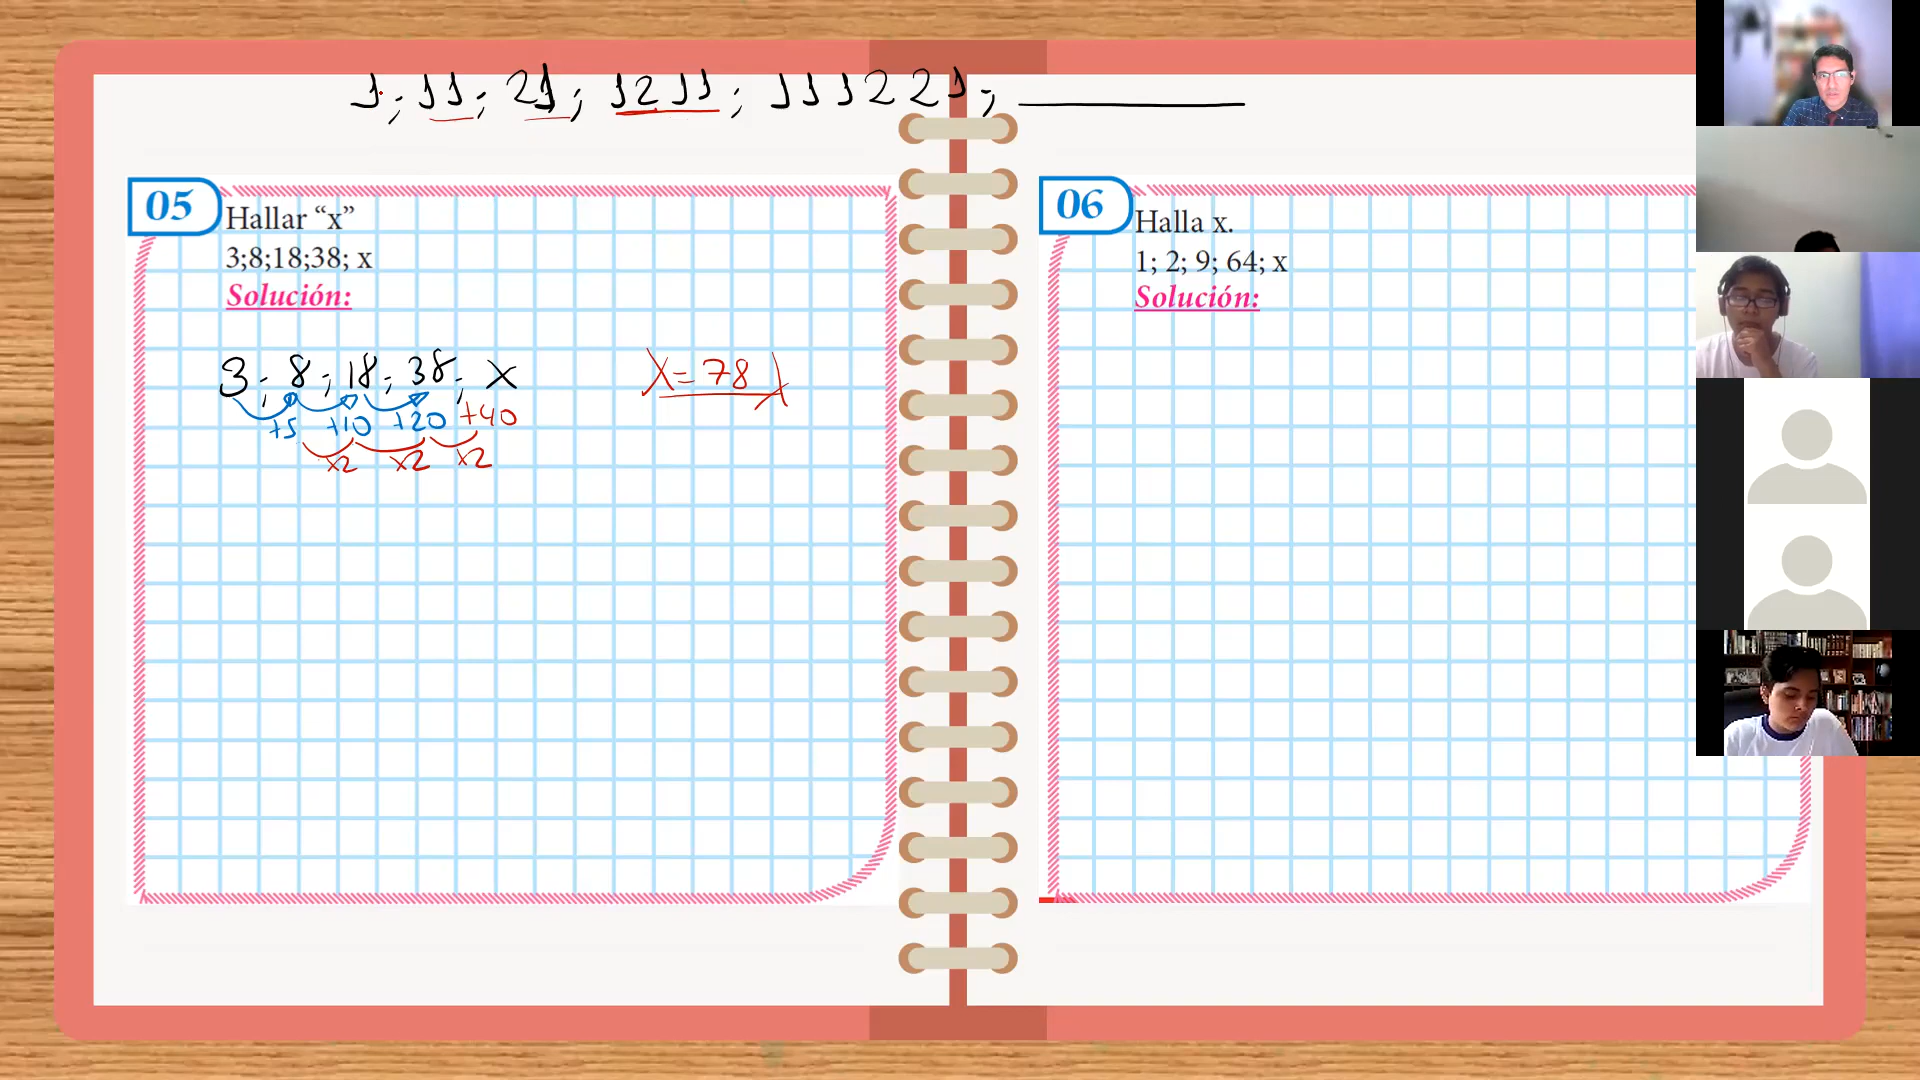 1; 11; 21; 1211; 111221;
05
Hallar “x”
3;8;18;38; x
Solución:
3; 8; 18; 38; x
+5 +10 +20 +40
x2 x2 x2
x = 78
06
Halla x.
1; 2; 9; 64; x
Solución: